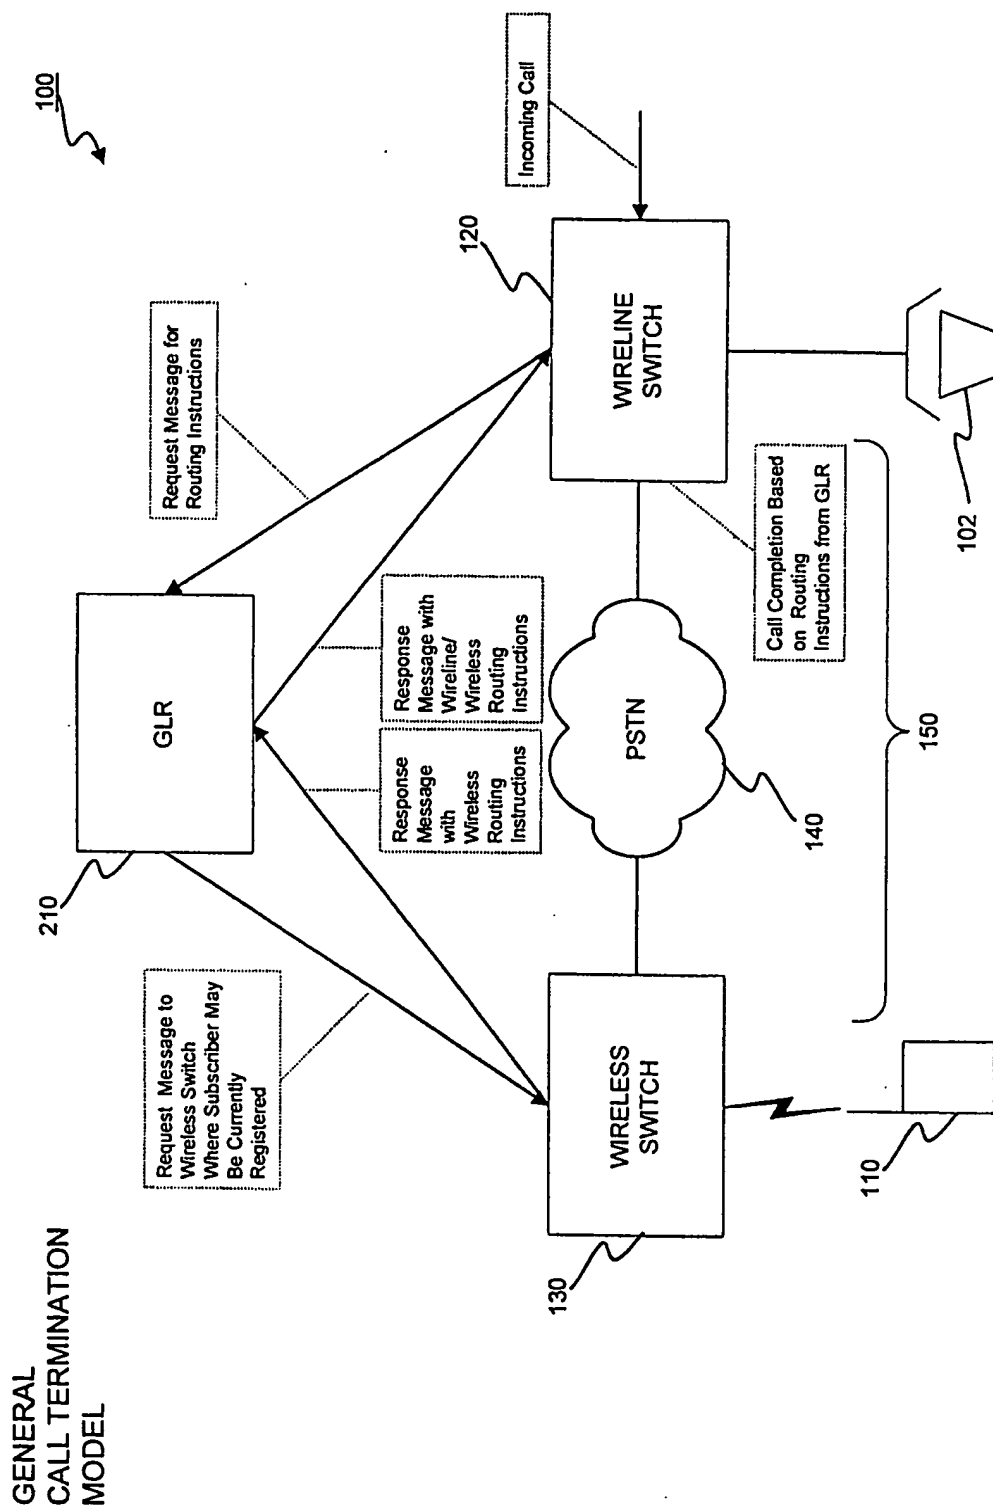 GENERAL
CALL TERMINATION
MODEL
100
Request Message to
Wireless Switch
Where Subscriber May
Be Currently
Registered
210
GLR
Request Message for
Routing Instructions
Response
Message
with
Wireless
Routing
Instructions
Response
Message with
Wireline/
Wireless
Routing
Instructions
120
Incoming Call
130
WIRELESS
SWITCH
PSTN
140
WIRELINE
SWITCH
Call Completion Based
on Routing
Instructions from GLR
110
150
102